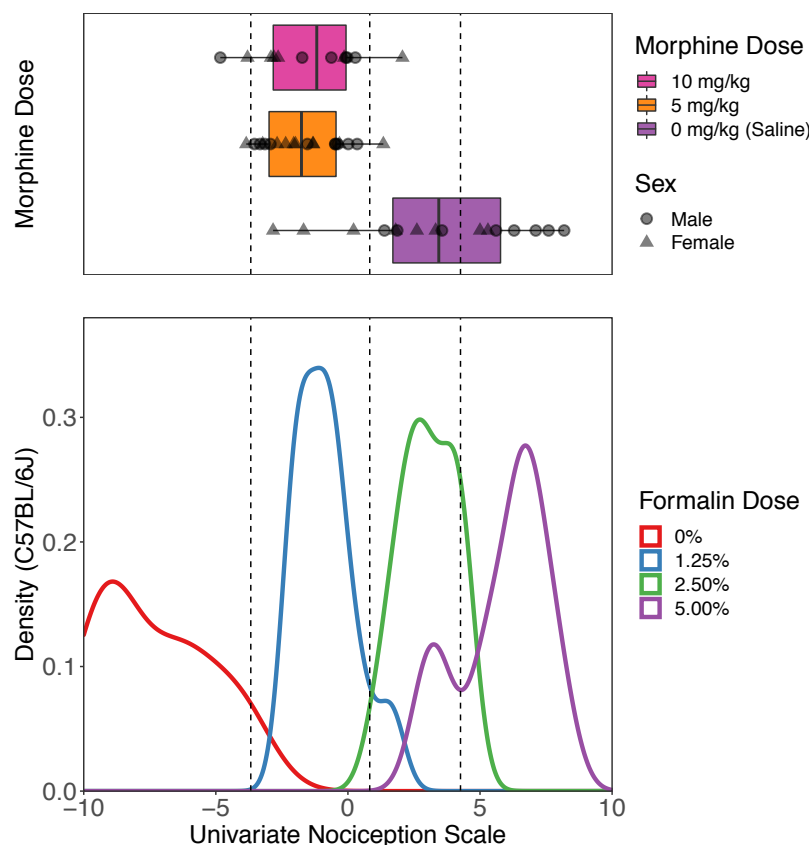 Morphine Dose
Morphine Dose
10 mg/kg
5 mg/kg
0 mg/kg (Saline)
Sex
Male
Female
Density (C57BL/6J)
0.3
0.2
0.1
0.0
−10
−5
0
5
10
Univariate Nociception Scale
Formalin Dose
0%
1.25%
2.50%
5.00%